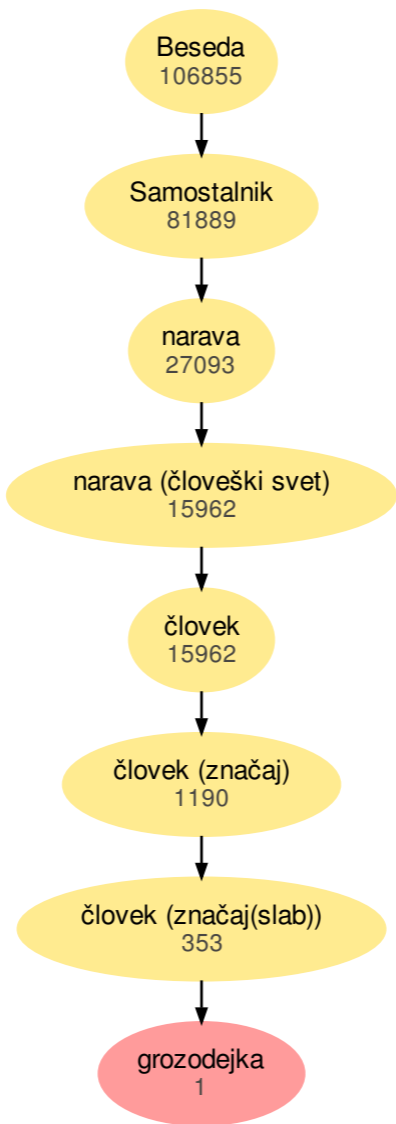 Beseda
106855
Samostalnik
81889
narava
27093
narava (človeški svet)
15962
človek
15962
človek (značaj)
1190
človek (značaj(slab))
353
grozodejka
1